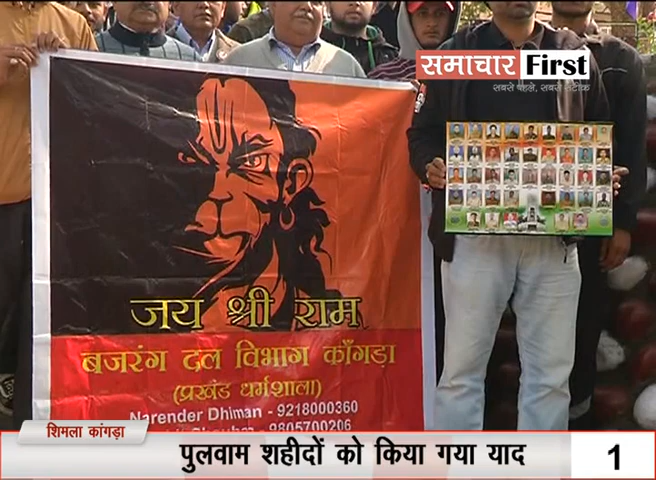 समाचार First
सबसे पहले, सबसे सटीक
जय श्री राम
बजरंग दल विभाग काँगड़ा
(प्रखंड धर्मशाला)
Narender Dhiman - 9218000360
9805700206
शिमला कांगड़ा
पुलवाम शहीदों को किया गया याद
1